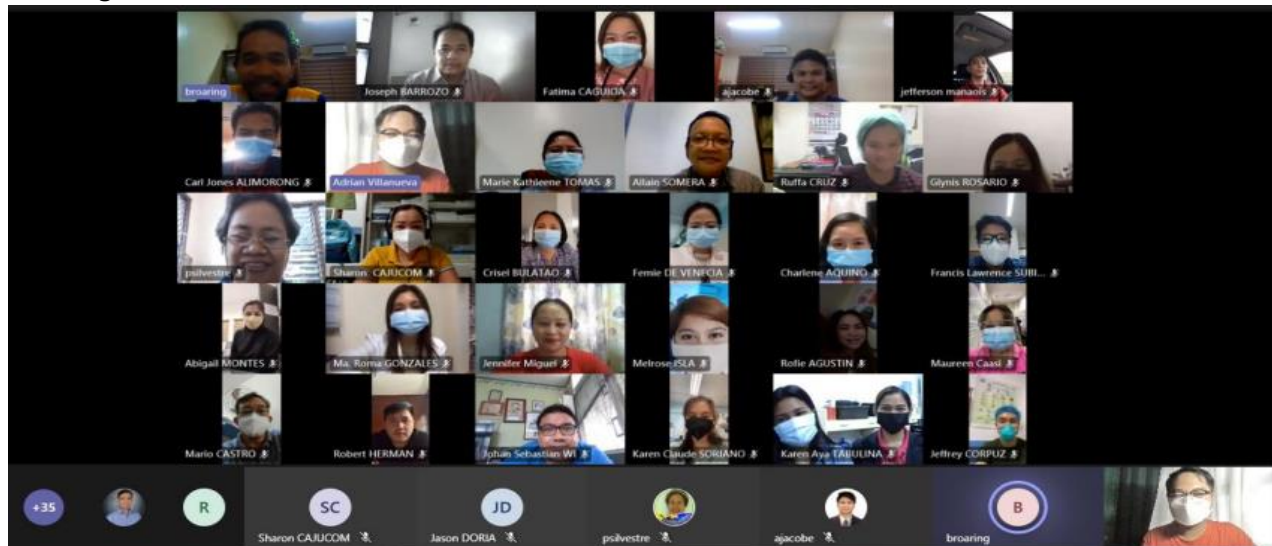 broaring
Joseph BARROZO
Fatima CAGUIOA
ajacobe
jefferson manaois
Carl Jones ALIMORONG
Adrian Villanueva
Marie Kathleene TOMAS
Allain SOMERA
Ruffa CRUZ
Glynis ROSARIO
psilvestre
Sharon CAJUCOM
Crisel BULATAO
Femie DE VENECIA
Charlene AQUINO
Francis Lawrence SUBI...
Abigail MONTES
Ma. Roma GONZALES
Jennifer Miguel
Melrose ISLA
Rofie AGUSTIN
Maureen Caasi
Mario CASTRO
Robert HERMAN
Jphan Sebastian WI
Karen Claude SORIANO
Karen Aya TABULINA
Jeffrey CORPUZ
+35
R
SC
JD
B
Sharon CAJUCOM
Jason DORIA
psilvestre
ajacobe
broaring